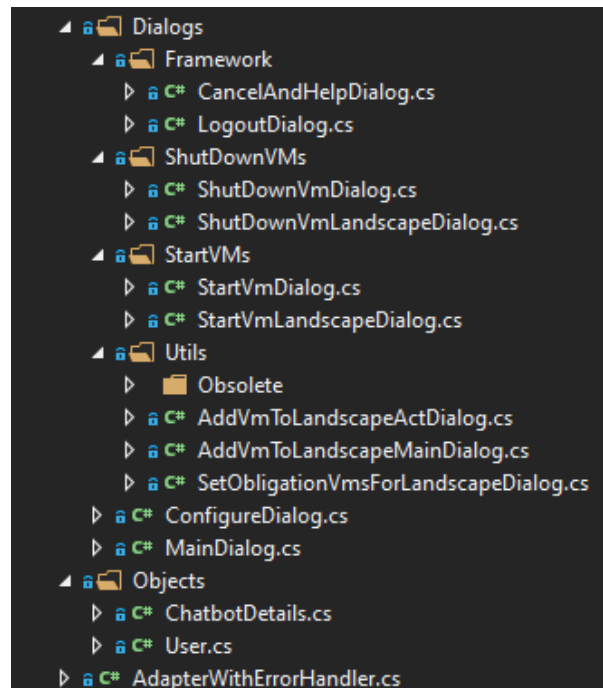 Dialogs
Framework
C# CancelAndHelpDialog.cs
C# LogoutDialog.cs
ShutDownVMs
C# ShutDownVmDialog.cs
C# ShutDownVmLandscapeDialog.cs
StartVMs
C# StartVmDialog.cs
C# StartVmLandscapeDialog.cs
Utils
Obsolete
C# AddVmToLandscapeActDialog.cs
C# AddVmToLandscapeMainDialog.cs
C# SetObligationVmsForLandscapeDialog.cs
C# ConfigureDialog.cs
C# MainDialog.cs
Objects
C# ChatbotDetails.cs
C# User.cs
C# AdapterWithErrorHandler.cs